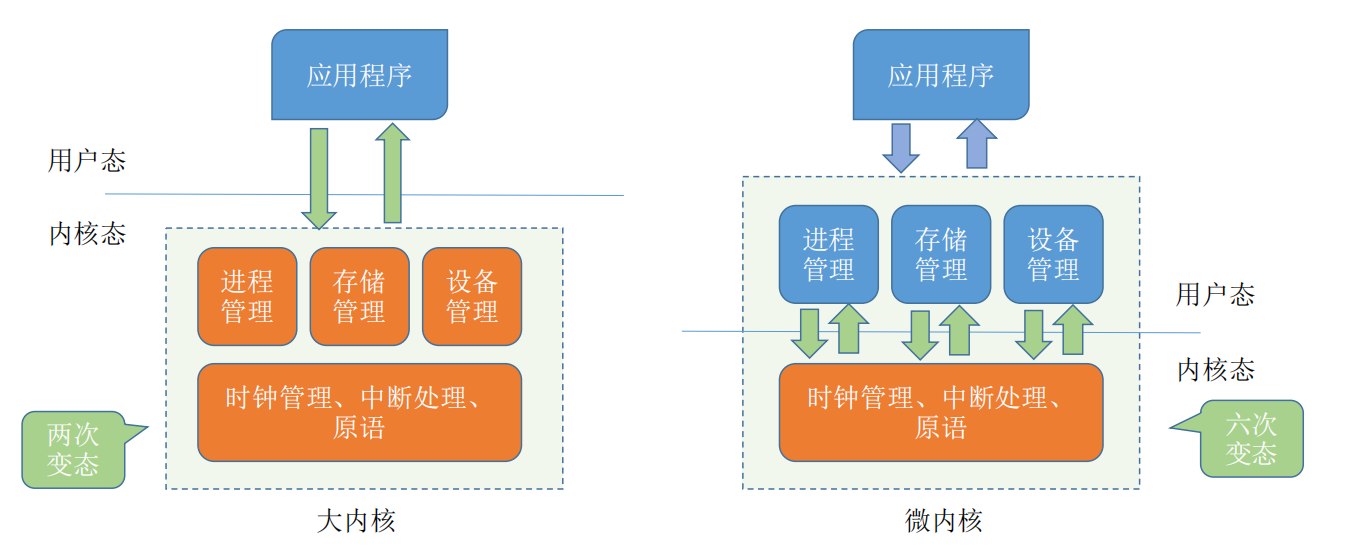 应用程序
用户态
内核态
进程
管理
存储
管理
设备
管理
时钟管理、中断处理、
原语
两次
变态
大内核
应用程序
进程
管理
存储
管理
设备
管理
用户态
内核态
时钟管理、中断处理、
原语
六次
变态
微内核